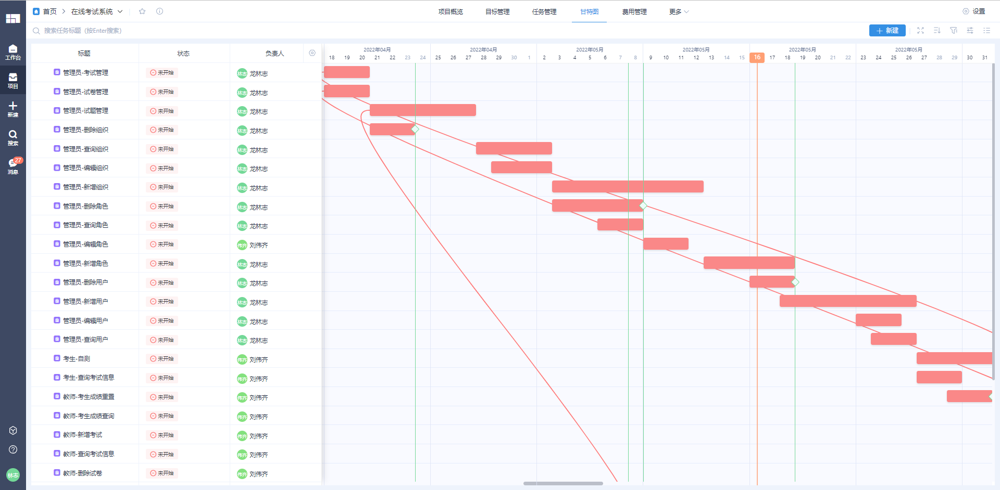 首页 在线考试系统 项目概览 目标管理 任务管理 甘特图 费用管理 更多 设置
搜索任务标题（按Enter搜索） 新建
工作台
项目
新建
搜索
27
消息
林志
标题 状态 负责人
2022年04月 2022年04月 2022年05月 2022年05月 2022年05月 2022年05月
18 19 20 21 22 23 24 25 26 27 28 29 30 1 2 3 4 5 6 7 8 9 10 11 12 13 14 15 16 17 18 19 20 21 22 23 24 25 26 27 28 29 30 31
管理员-考试管理 未开始 林志 龙林志
管理员-试卷管理 未开始 林志 龙林志
管理员-试题管理 未开始 林志 龙林志
管理员-删除组织 未开始 林志 龙林志
管理员-查询组织 未开始 林志 龙林志
管理员-编辑组织 未开始 林志 龙林志
管理员-新增组织 未开始 林志 龙林志
管理员-删除角色 未开始 林志 龙林志
管理员-查询角色 未开始 林志 龙林志
管理员-编辑角色 未开始 伟齐 刘伟齐
管理员-新增角色 未开始 林志 龙林志
管理员-删除用户 未开始 林志 龙林志
管理员-新增用户 未开始 林志 龙林志
管理员-编辑用户 未开始 林志 龙林志
管理员-查询用户 未开始 林志 龙林志
考生-自测 未开始 伟齐 刘伟齐
考生-查询考试信息 未开始 伟齐 刘伟齐
教师-考生成绩重置 未开始 伟齐 刘伟齐
教师-考生成绩查询 未开始 伟齐 刘伟齐
教师-新增考试 未开始 伟齐 刘伟齐
教师-查询考试信息 未开始 伟齐 刘伟齐
教师-删除试卷 未开始 伟齐 刘伟齐